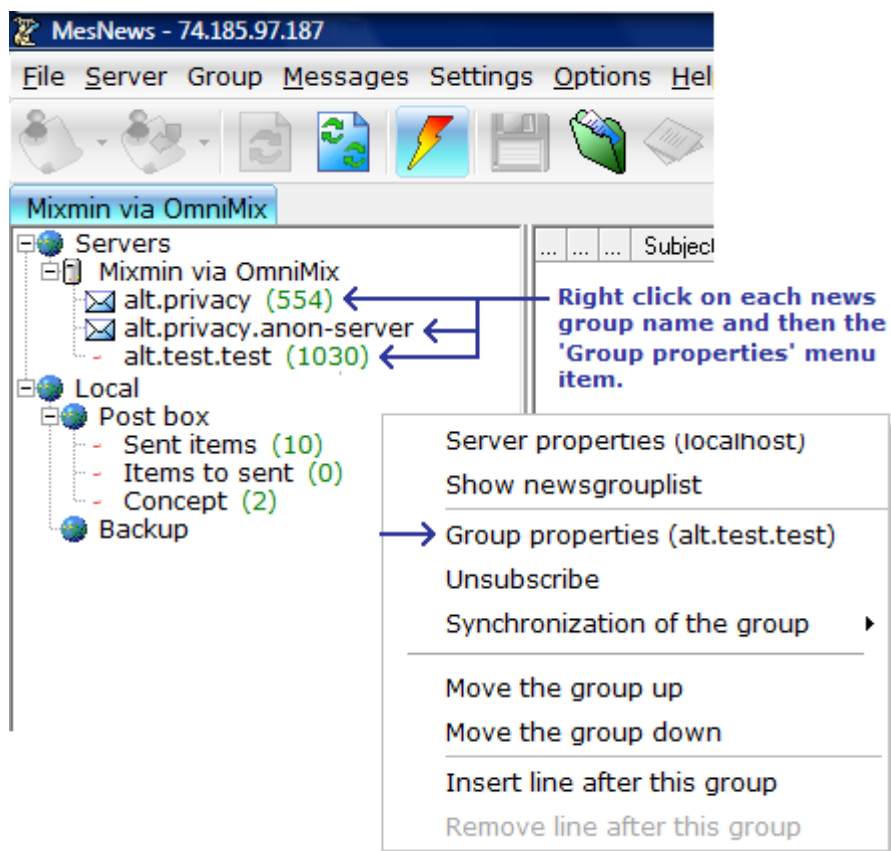 MesNews - 74.185.97.187
File Server Group Messages Settings Options Hel
Mixmin via OmniMix
Servers
Mixmin via OmniMix
alt.privacy (554)
alt.privacy.anon-server
alt.test.test (1030)
Local
Post box
Sent items (10)
Items to sent (0)
Concept (2)
Backup
... ... ... Subject
Right click on each news
group name and then the
'Group properties' menu
item.
Server properties (localhost)
Show newsgrouplist
Group properties (alt.test.test)
Unsubscribe
Synchronization of the group
Move the group up
Move the group down
Insert line after this group
Remove line after this group